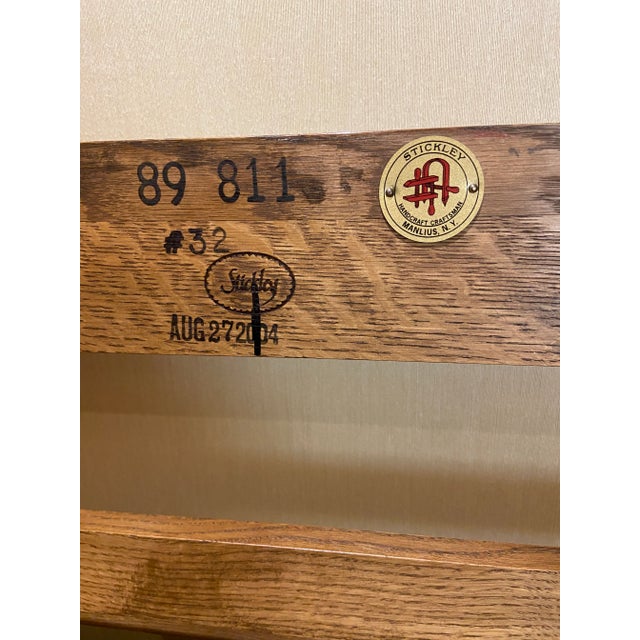 89 811
#32
Stickley
AUG 27 2004
STICKLEY
HANDCRAFT CRAFTSMAN
MANLIUS, N.Y.